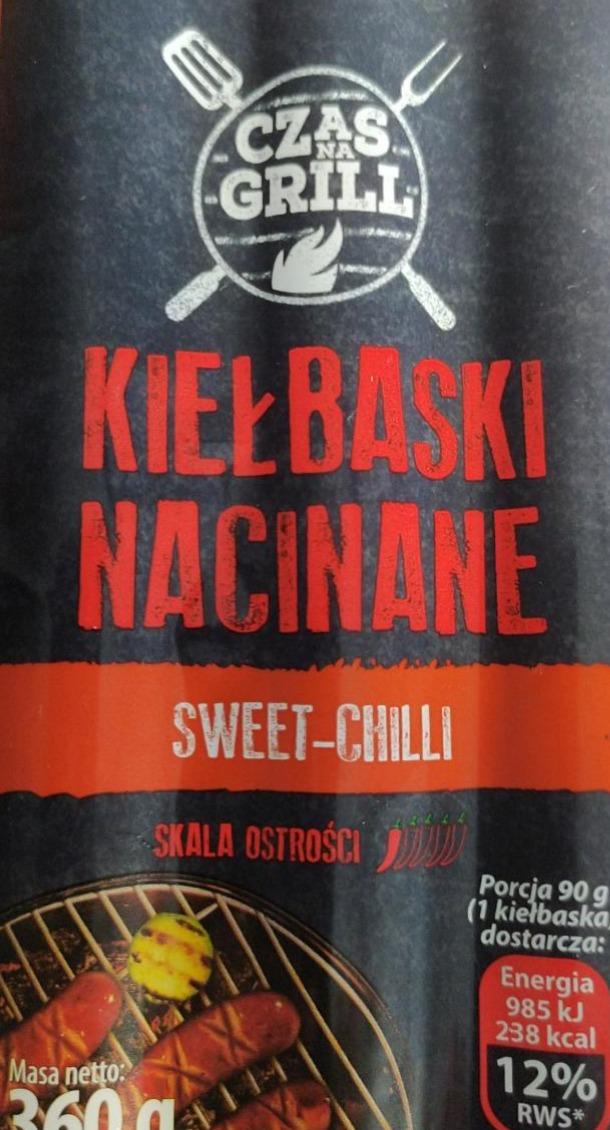 CZAS
NA
GRILL
KIEŁBASKI
NACINANE
SWEET-CHILLI
SKALA OSTROŚCI
Porcja 90 g
(1 kiełbaska)
dostarcza:
Energia
985 kJ
238 kcal
12%
RWS*
Masa netto:
360 g